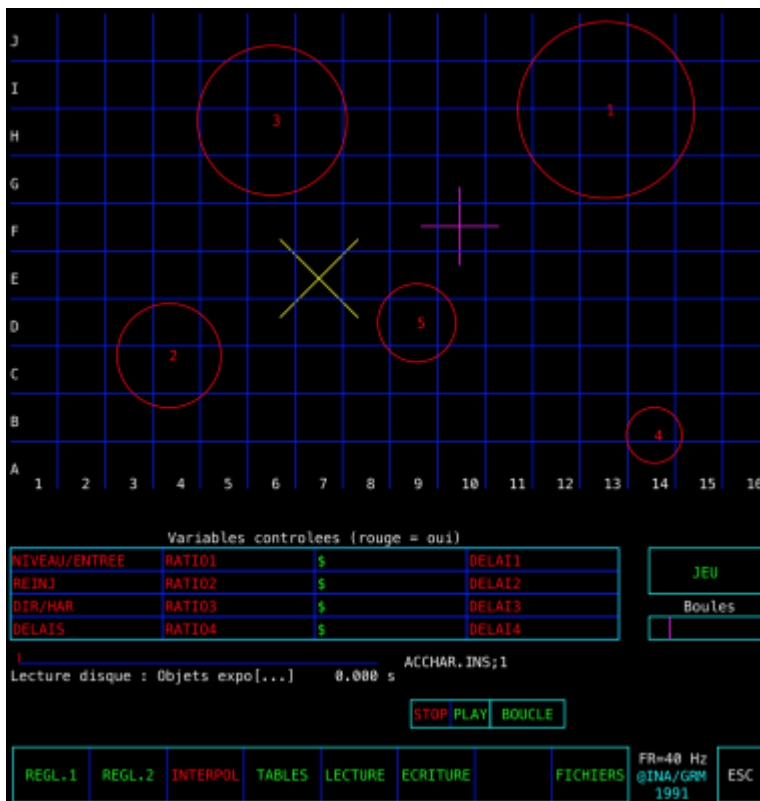 J
I
3
1
H
G
F
E
D
5
2
C
B
4
A
1 2 3 4 5 6 7 8 9 10 11 12 13 14 15 16
Variables controlees (rouge = oui)
NIVEAU/ENTREE RATIO1 $ DELAI1
REINJ RATIO2 $ DELAI2
DIR/HAR RATIO3 $ DELAI3
DELAIS RATIO4 $ DELAI4
JEU
Boules
ACCHAR.INS;1
Lecture disque : Objets expo[...] 0.000 s
STOP PLAY BOUCLE
REGL.1 REGL.2 INTERPOL TABLES LECTURE ECRITURE FICHIERS
FR=40 Hz
@INA/GRM
1991
ESC